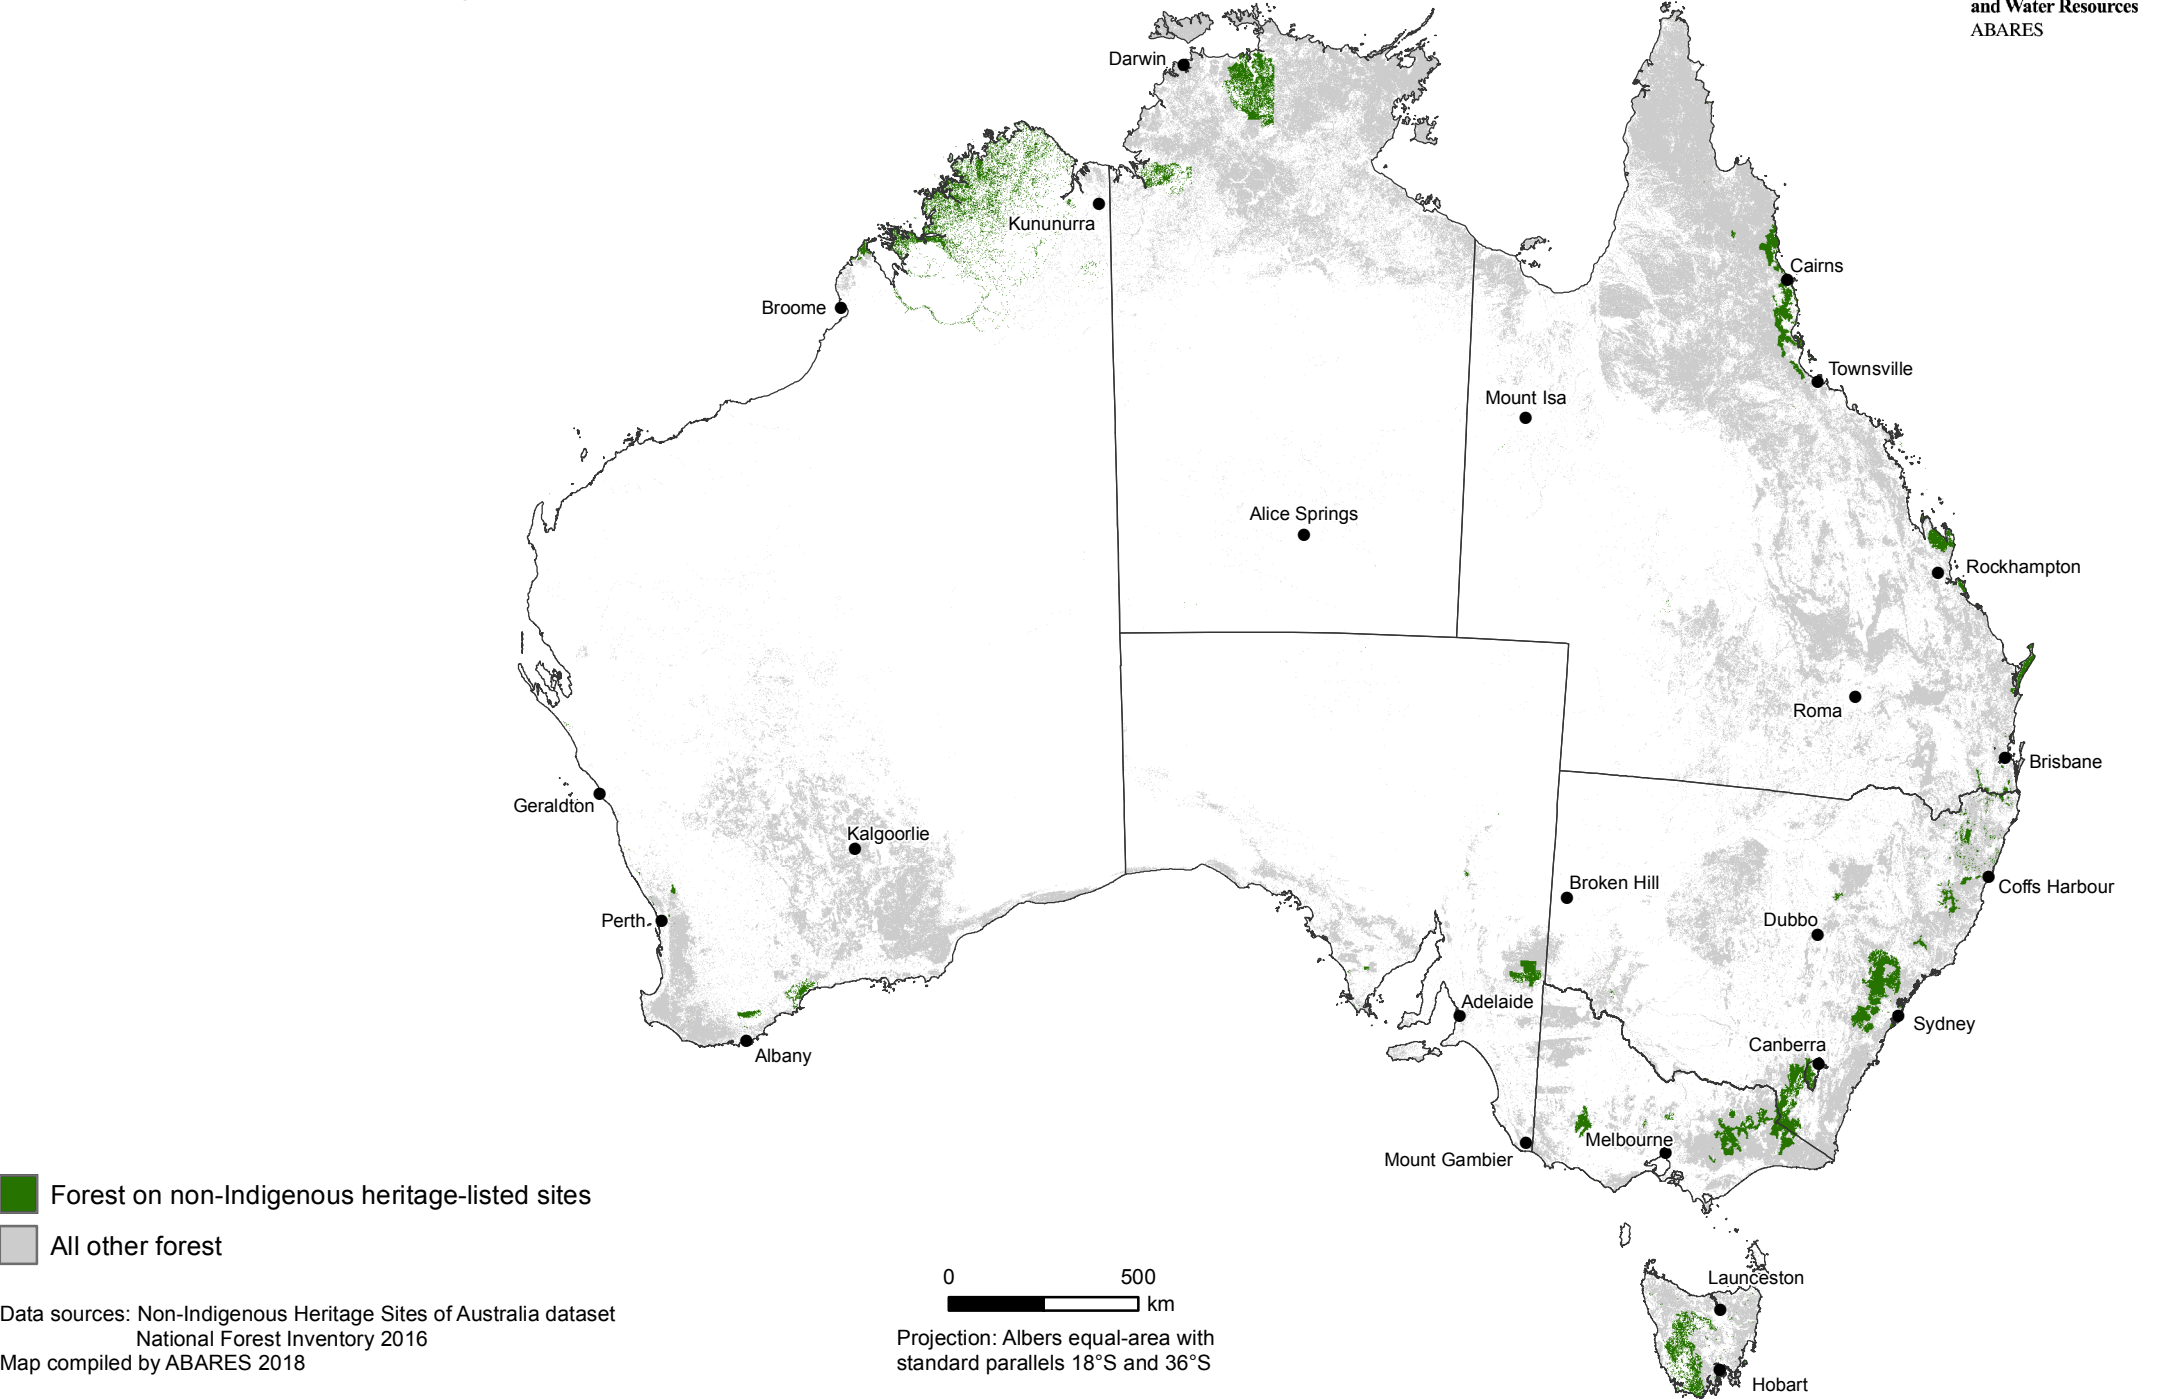 and Water Resources
ABARES
Darwin
Kununurra
Broome
Cairns
Townsville
Mount Isa
Alice Springs
Rockhampton
Roma
Brisbane
Geraldton
Kalgoorlie
Broken Hill
Coffs Harbour
Perth
Dubbo
Adelaide
Sydney
Canberra
Albany
Melbourne
Mount Gambier
Launceston
Hobart
Forest on non-Indigenous heritage-listed sites
All other forest
0 500
km
Data sources: Non-Indigenous Heritage Sites of Australia dataset
National Forest Inventory 2016
Map compiled by ABARES 2018
Projection: Albers equal-area with
standard parallels 18°S and 36°S